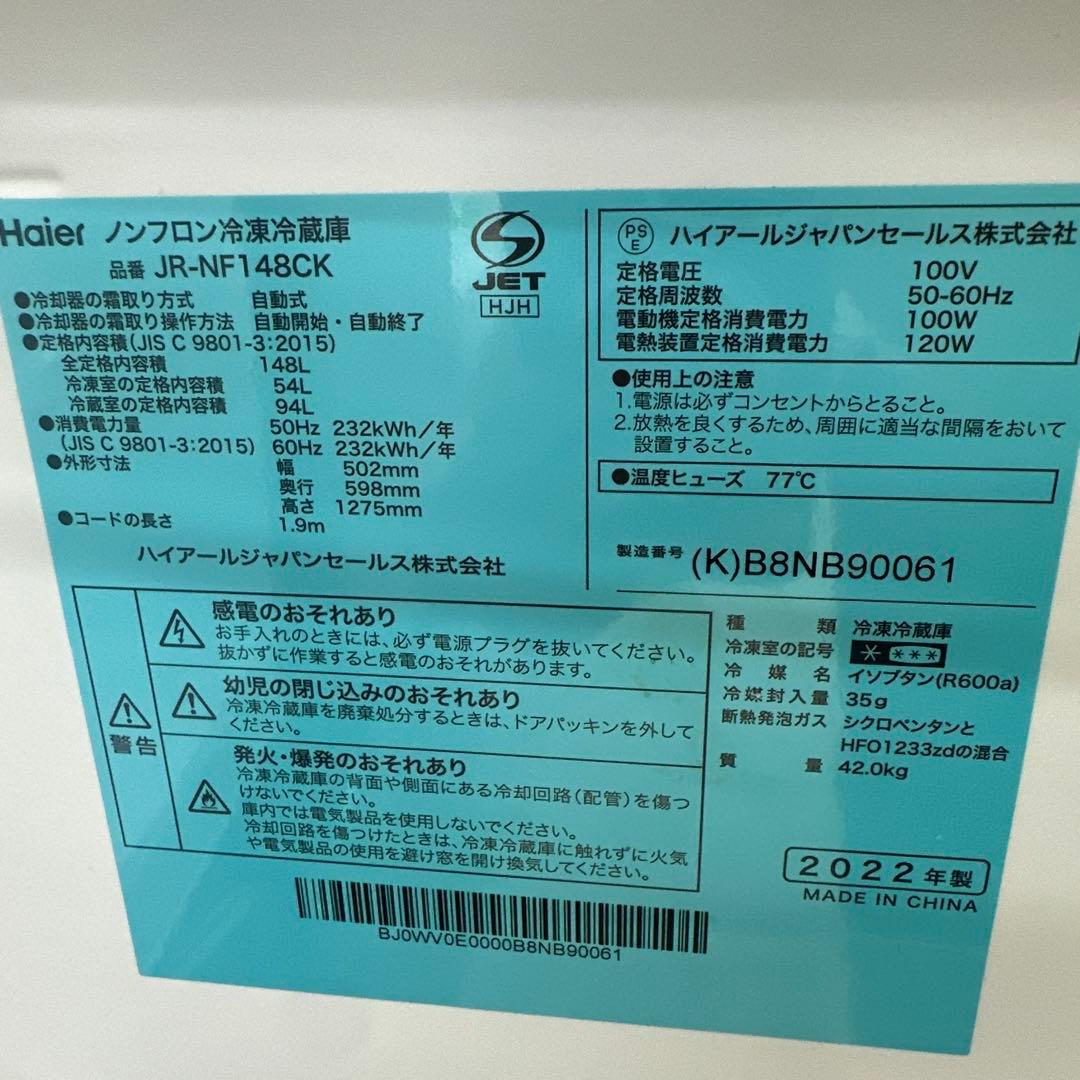 Haier ノンフロン冷凍冷蔵庫
品番 JR-NF148CK
●冷却器の霜取り方式 自動式
●冷却器の霜取り操作方法 自動開始・自動終了
●定格内容積(JIS C 9801-3:2015)
全定格内容積 148L
冷凍室の定格内容積 54L
冷蔵室の定格内容積 94L
●消費電力量 50Hz 232kWh/年
(JIS C 9801-3:2015) 60Hz 232kWh/年
●外形寸法 幅 502mm
奥行 598mm
高さ 1275mm
●コードの長さ 1.9m
ハイアールジャパンセールス株式会社
JET
HJH
PS
E
ハイアールジャパンセールス株式会社
定格電圧 100V
定格周波数 50-60Hz
電動機定格消費電力 100W
電熱装置定格消費電力 120W
●使用上の注意
1.電源は必ずコンセントからとること。
2.放熱を良くするため、周囲に適当な間隔をおいて
設置すること。
●温度ヒューズ 77℃
製造番号 (K)B8NB90061
警告
感電のおそれあり
お手入れのときには、必ず電源プラグを抜いてください。
抜かずに作業すると感電のおそれがあります。
幼児の閉じ込めのおそれあり
冷凍冷蔵庫を廃棄処分するときは、ドアパッキンを外して
ください。
発火・爆発のおそれあり
冷凍冷蔵庫の背面や側面にある冷却回路(配管)を傷つ
けないでください。
庫内では電気製品を使用しないでください。
冷却回路を傷つけたときは、冷凍冷蔵庫に触れずに火気
や電気製品の使用を避け窓を開け換気してください。
種類 冷凍冷蔵庫
冷凍室の記号 * ***
冷媒名 イソブタン(R600a)
冷媒封入量 35g
断熱発泡ガス シクロペンタンと
HFO1233zdの混合
質量 42.0kg
2022年製
MADE IN CHINA
BJ0WV0E0000B8NB90061